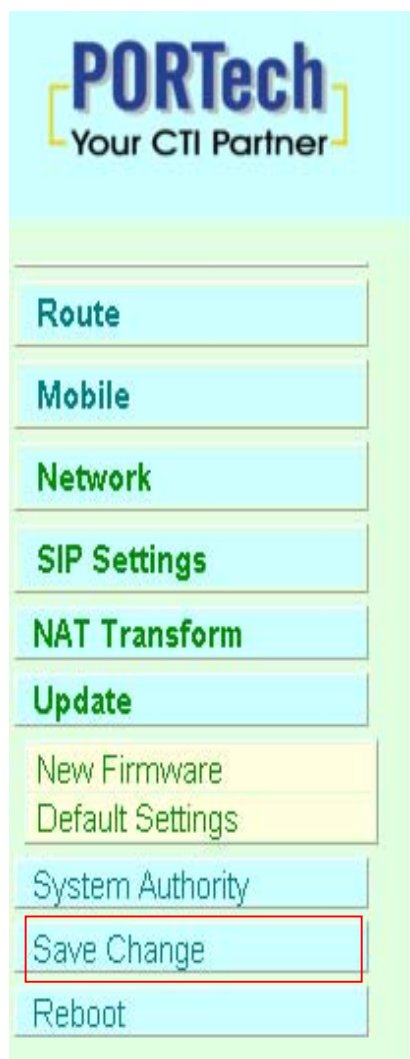 PORTech
Your CTI Partner
Route
Mobile
Network
SIP Settings
NAT Transform
Update
New Firmware
Default Settings
System Authority
Save Change
Reboot